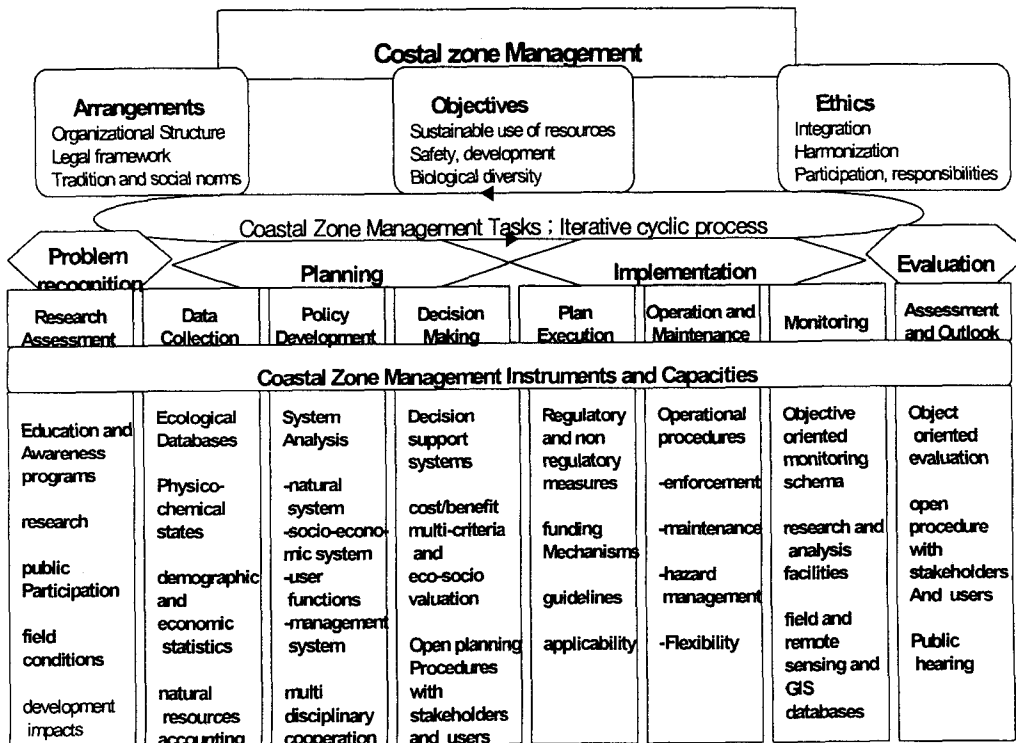 Costal zone Management
Arrangements
Organizational Structure
Legal framework
Tradition and social norms
Objectives
Sustainable use of resources
Safety, development
Biological diversity
Ethics
Integration
Harmonization
Participation, responsibilities
Coastal Zone Management Tasks ; Iterative cyclic process
Problem
recognition
Planning
Implementation
Evaluation
Research
Assessment
Data
Collection
Policy
Development
Decision
Making
Plan
Execution
Operation and
Maintenance
Monitoring
Assessment
and Outlook
Coastal Zone Management Instruments and Capacities
Education and
Awareness
programs
research
public
Participation
field
conditions
development
impacts
Ecological
Databases
Physico-
chemical
states
demographic
and
economic
statistics
natural
resources
accounting
System
Analysis
-natural
system
-socio-econo-
mic system
-user
functions
-management
system
multi
disciplinary
cooperation
Decision
support
systems
cost/benefit
multi-criteria
and
eco-socio
valuation
Open planning
Procedures
with
stakeholders
and users
Regulatory
and non
regulatory
measures
funding
Mechanisms
guidelines
applicability
Operational
procedures
-enforcement
-maintenance
-hazard
management
-Flexibility
Objective
oriented
monitoring
schema
research and
analysis
facilities
field and
remote
sensing and
GIS
databases
Object
oriented
evaluation
open
procedure
with
stakeholders
And users
Public
hearing